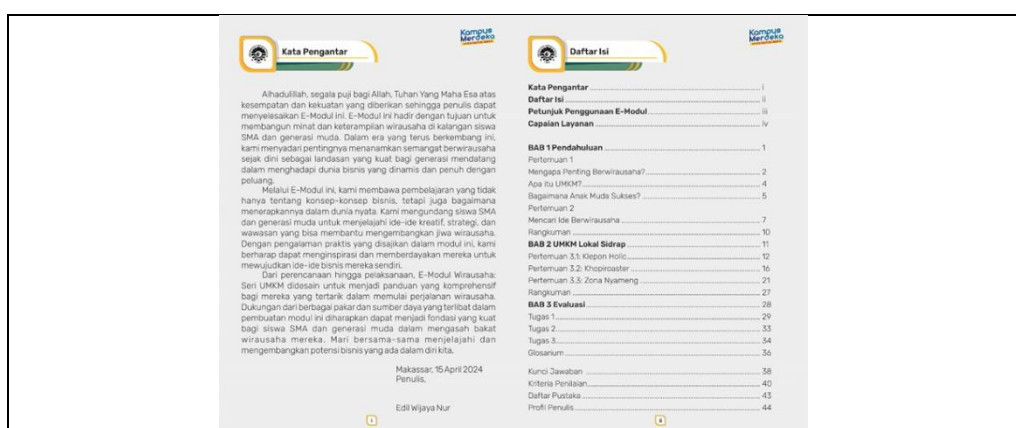 Kampus
Merdeka
Kata Pengantar
Alhadulillah, segala puji bagi Allah, Tuhan Yang Maha Esa atas
kesempatan dan kekuatan yang diberikan sehingga penulis dapat
menyelesaikan E-Modul ini. E-Modul ini hadir dengan tujuan untuk
membangun minat dan keterampilan wirausaha di kalangan siswa
SMA dan generasi muda. Dalam era yang terus berkembang ini,
kami menyadari pentingnya menanamkan semangat berwirausaha
sejak dini sebagai landasan yang kuat bagi generasi mendatang
dalam menghadapi dunia bisnis yang dinamis dan penuh dengan
peluang.
Melalui E-Modul ini, kami membawa pembelajaran yang tidak
hanya tentang konsep-konsep bisnis, tetapi juga bagaimana
menerapkannya dalam dunia nyata. Kami mengundang siswa SMA
dan generasi muda untuk menjelajahi ide-ide kreatif, strategi, dan
wawasan yang bisa membantu mengembangkan jiwa wirausaha.
Dengan pengalaman praktis yang disajikan dalam modul ini, kami
berharap dapat menginspirasi dan memberdayakan mereka untuk
mewujudkan ide-ide bisnis mereka sendiri.
Dari perencanaan hingga pelaksanaan, E-Modul Wirausaha:
Seri UMKM didesain untuk menjadi panduan yang komprehensif
bagi mereka yang tertarik dalam memulai perjalanan wirausaha.
Dukungan dari berbagai pakar dan sumber daya yang terlibat dalam
pembuatan modul ini diharapkan dapat menjadi fondasi yang kuat
bagi siswa SMA dan generasi muda dalam mengasah bakat
wirausaha mereka. Mari bersama-sama menjelajahi dan
mengembangkan potensi bisnis yang ada dalam diri kita.
Makassar, 15 April 2024
Penulis,
Edil Wijaya Nur
i
Kampus
Merdeka
Daftar Isi
Kata Pengantar i
Daftar Isi ii
Petunjuk Penggunaan E-Modul iii
Capaian Layanan iv
BAB 1 Pendahuluan 1
Pertemuan 1
Mengapa Penting Berwirausaha? 2
Apa itu UMKM? 4
Bagaimana Anak Muda Sukses? 5
Pertemuan 2
Mencari Ide Berwirausaha 7
Rangkuman 10
BAB 2 UMKM Lokal Sidrap 11
Pertemuan 3.1: Klepon Holic 12
Pertemuan 3.2: Khopiroaster 16
Pertemuan 3.3: Zona Nyameng 21
Rangkuman 27
BAB 3 Evaluasi 28
Tugas 1 29
Tugas 2 33
Tugas 3 34
Glosarium 36
Kunci Jawaban 38
Kriteria Penilaian 40
Daftar Pustaka 43
Profil Penulis 44
ii